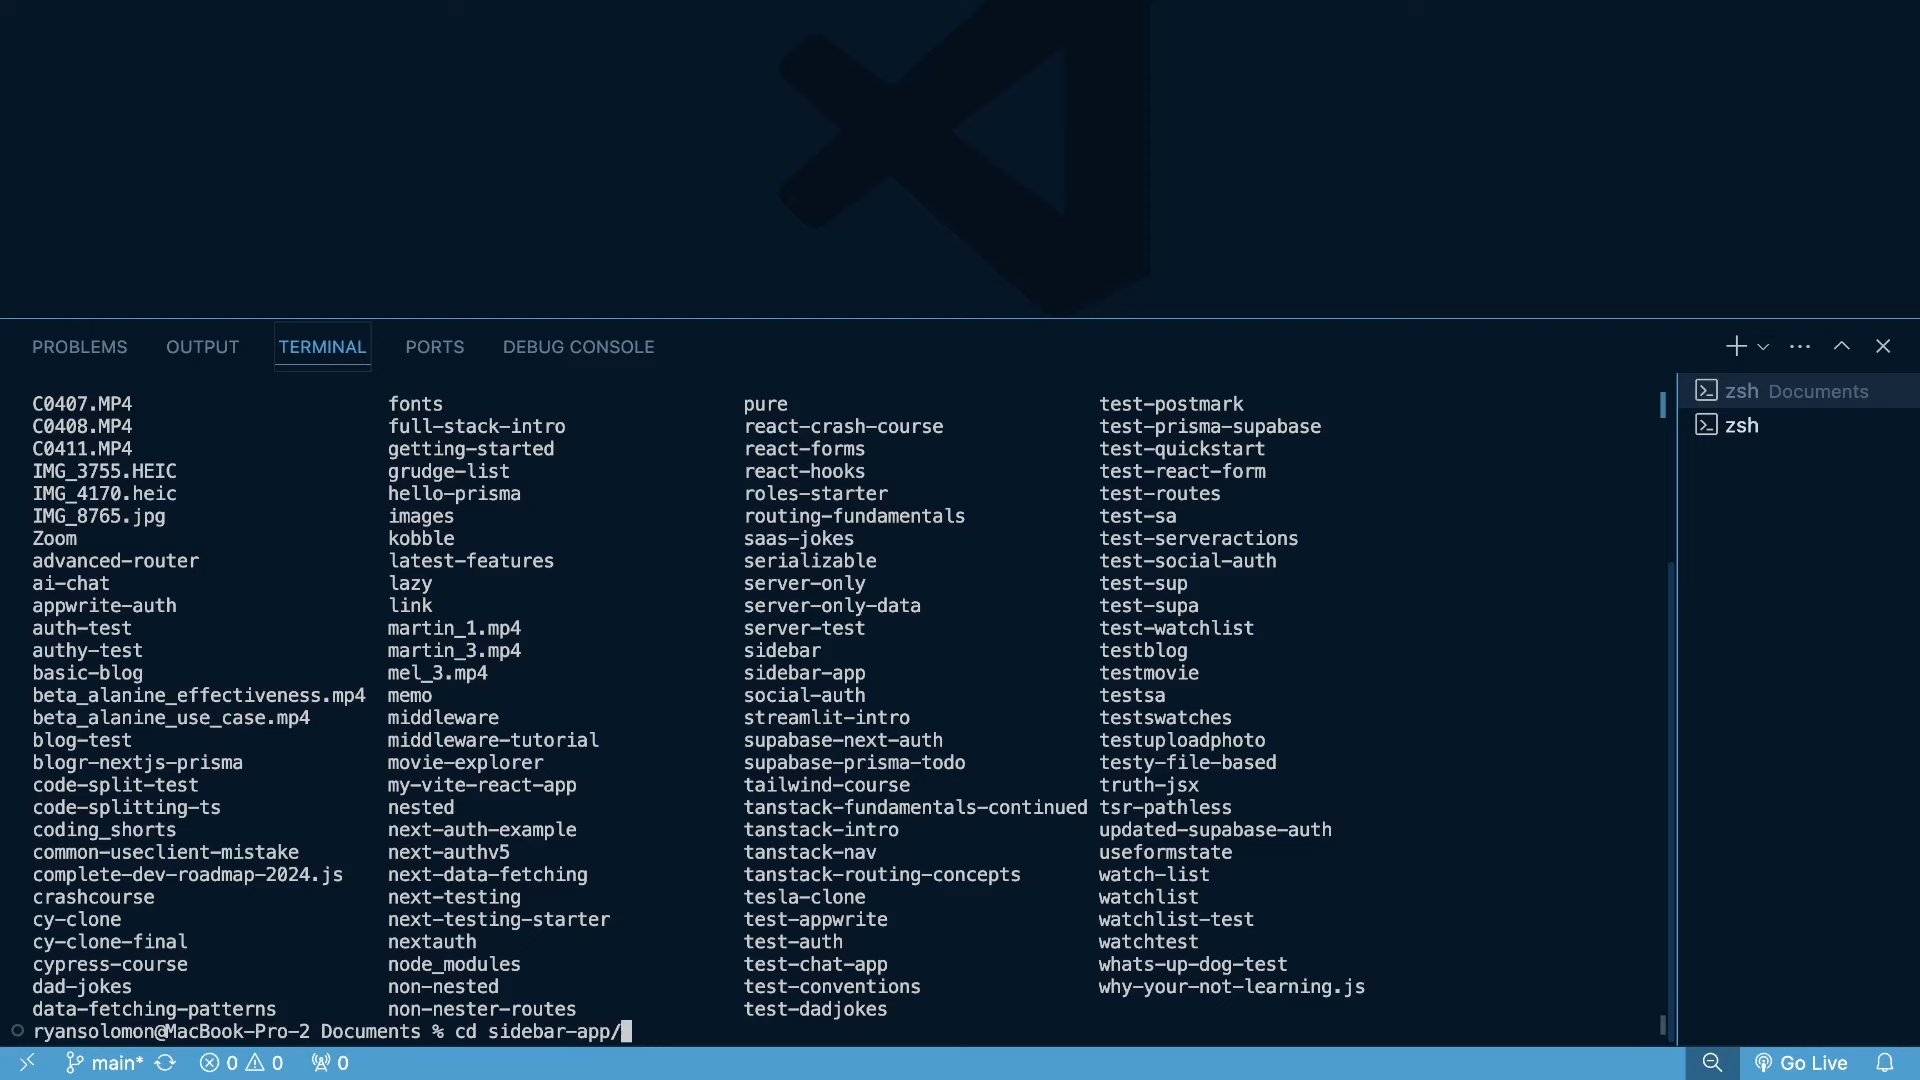 PROBLEMS OUTPUT TERMINAL PORTS DEBUG CONSOLE
C0407.MP4 fonts pure test-postmark
C0408.MP4 full-stack-intro react-crash-course test-prisma-supabase
C0411.MP4 getting-started react-forms test-quickstart
IMG_3755.HEIC grudge-list react-hooks test-react-form
IMG_4170.heic hello-prisma roles-starter test-routes
IMG_8765.jpg images routing-fundamentals test-sa
Zoom kobble saas-jokes test-serveractions
advanced-router latest-features serializable test-social-auth
ai-chat lazy server-only test-sup
appwrite-auth link server-only-data test-supa
auth-test martin_1.mp4 server-test test-watchlist
authy-test martin_3.mp4 sidebar testblog
basic-blog mel_3.mp4 sidebar-app testmovie
beta_alanine_effectiveness.mp4 memo social-auth testsa
beta_alanine_use_case.mp4 middleware streamlit-intro testswatches
blog-test middleware-tutorial supabase-next-auth testuploadphoto
blogr-nextjs-prisma movie-explorer supabase-prisma-todo testy-file-based
code-split-test my-vite-react-app tailwind-course truth-jsx
code-splitting-ts nested tanstack-fundamentals-continued tsr-pathless
coding_shorts next-auth-example tanstack-intro updated-supabase-auth
common-useclient-mistake next-authv5 tanstack-nav useformstate
complete-dev-roadmap-2024.js next-data-fetching tanstack-routing-concepts watch-list
crashcourse next-testing tesla-clone watchlist
cy-clone next-testing-starter test-appwrite watchlist-test
cy-clone-final nextauth test-auth watchtest
cypress-course node_modules test-chat-app whats-up-dog-test
dad-jokes non-nested test-conventions why-your-not-learning.js
data-fetching-patterns non-nester-routes test-dadjokes
ryansolomon@MacBook-Pro-2 Documents % cd sidebar-app/
zsh Documents
zsh
main* 0 0 0 Go Live